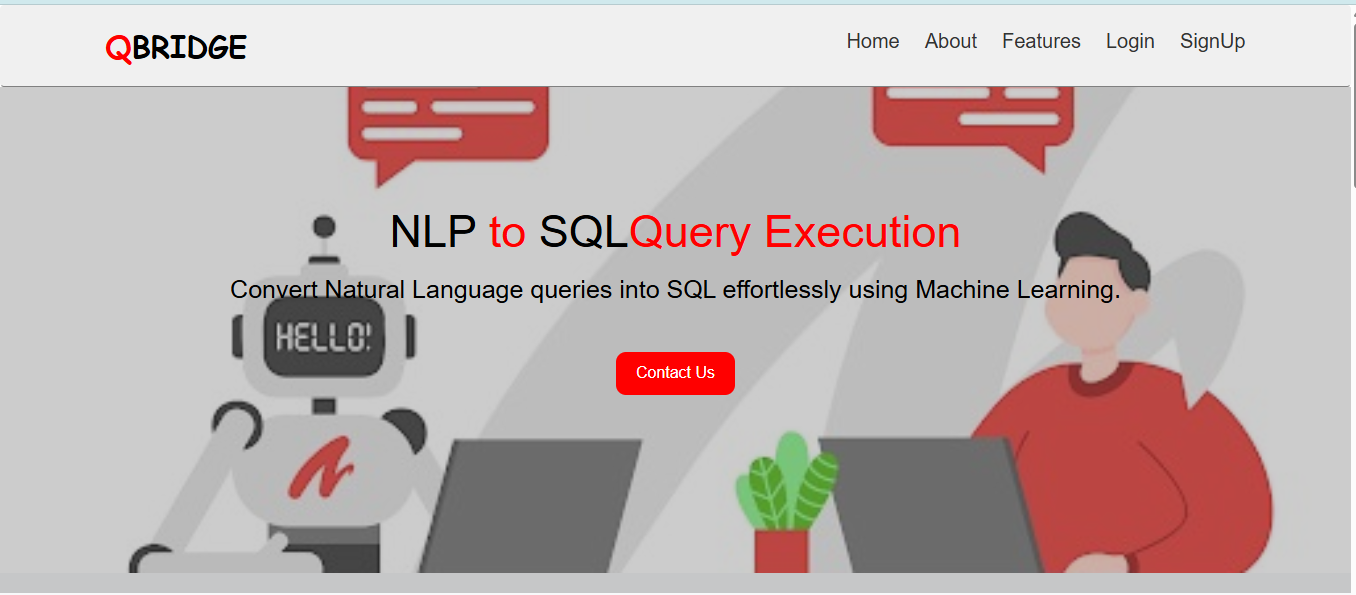 QBRIDGE
Home About Features Login SignUp
NLP to SQLQuery Execution
Convert Natural Language queries into SQL effortlessly using Machine Learning.
HELLO!
Contact Us